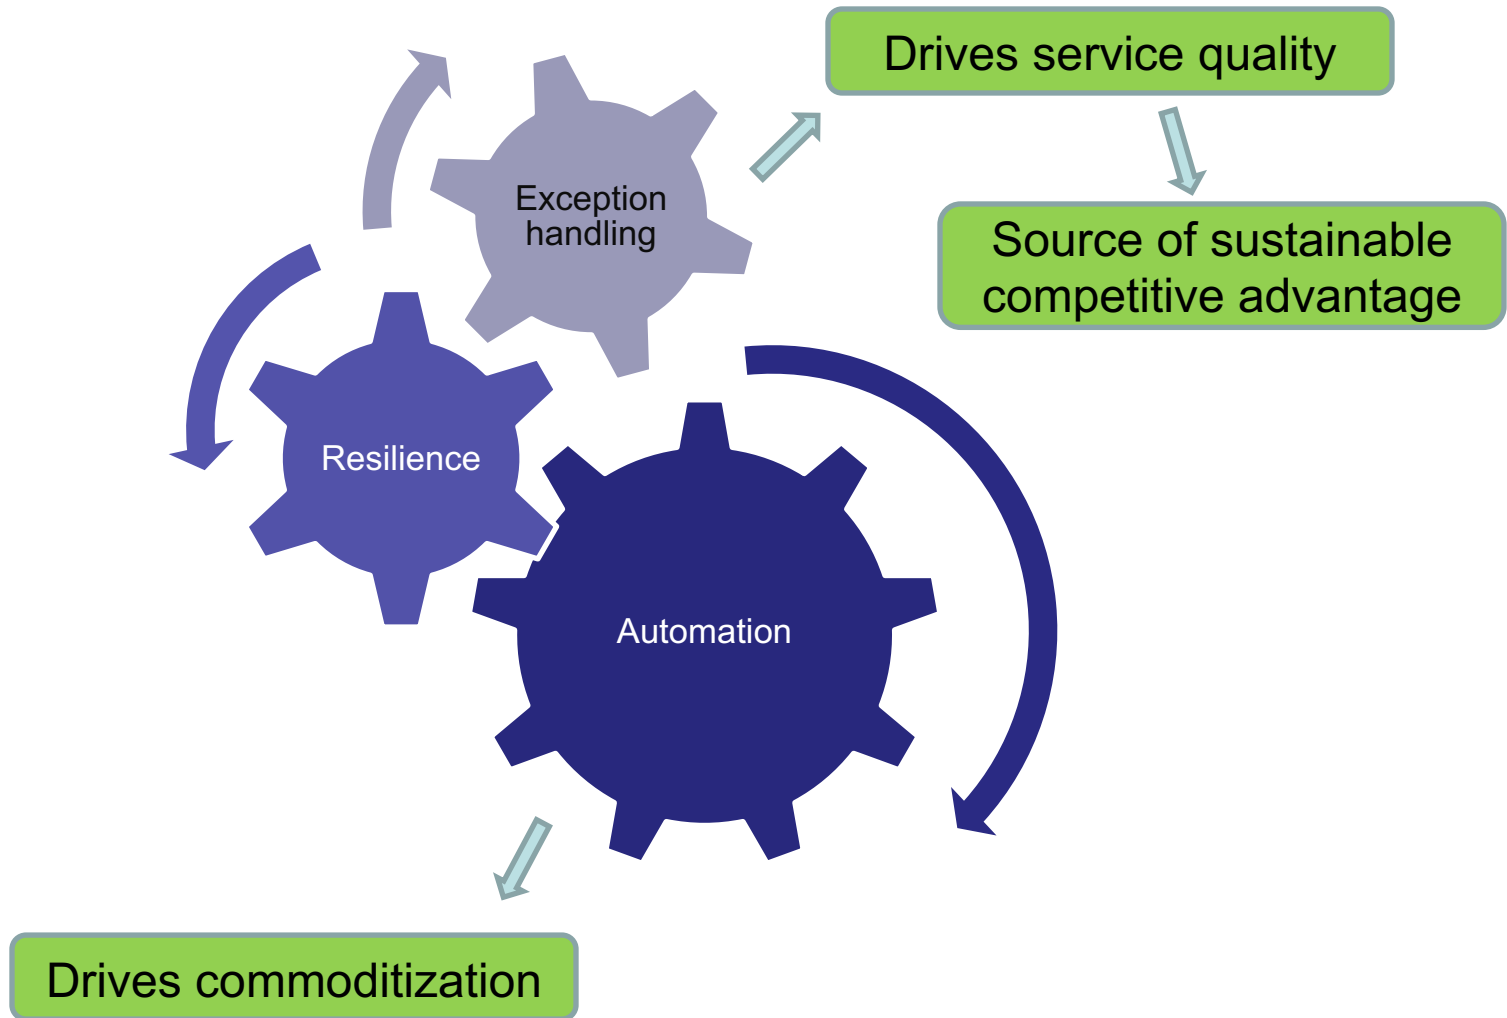 Drives service quality
Exception
handling
Source of sustainable
competitive advantage
Resilience
Automation
Drives commoditization